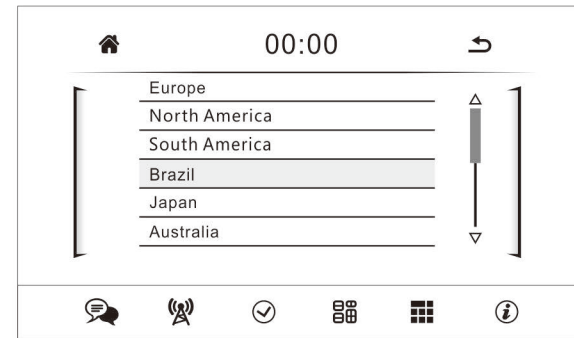 00:00
Europe
North America
South America
Brazil
Japan
Australia